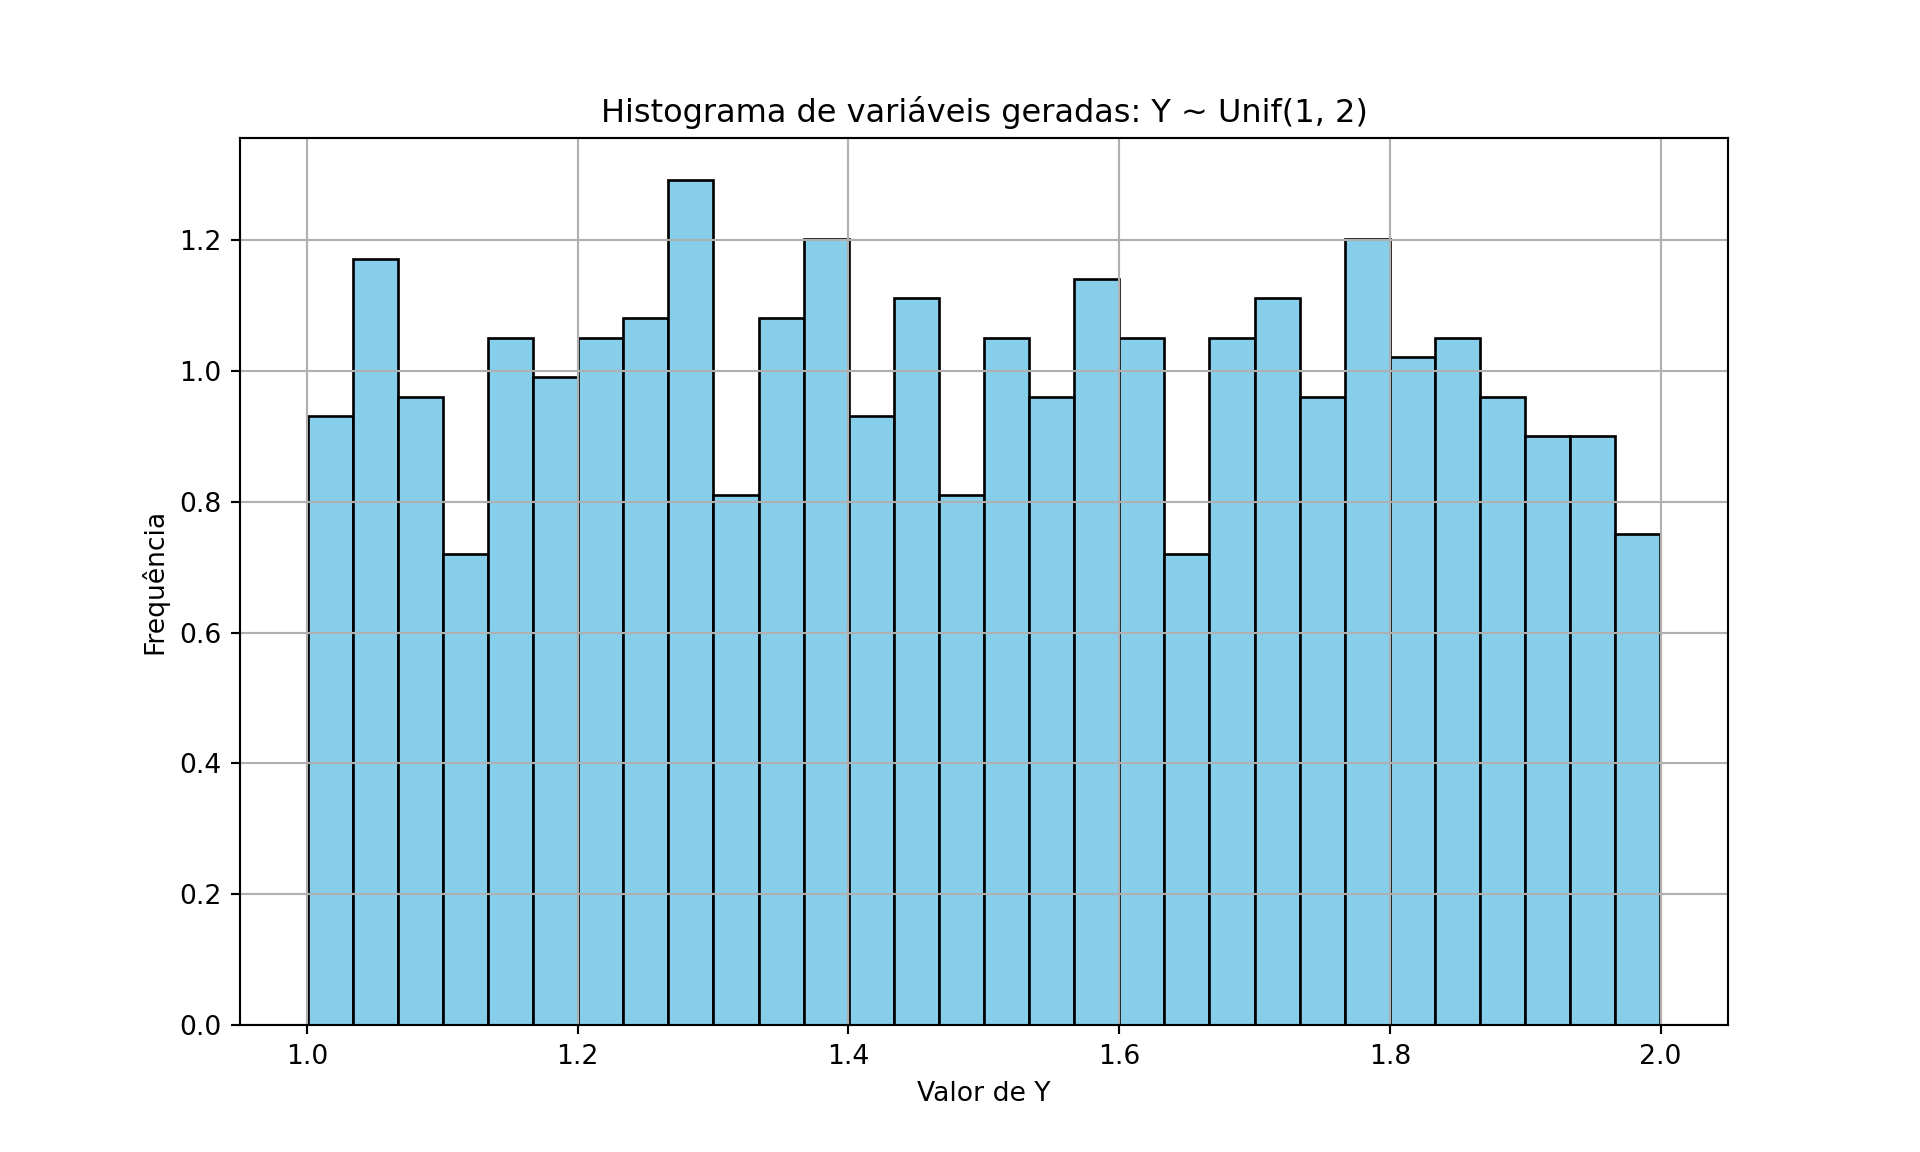 Histograma de variáveis geradas: Y ~ Unif(1, 2)
1.2
1.0
0.8
0.6
0.4
0.2
0.0
Frequência
1.0 1.2 1.4 1.6 1.8 2.0
Valor de Y